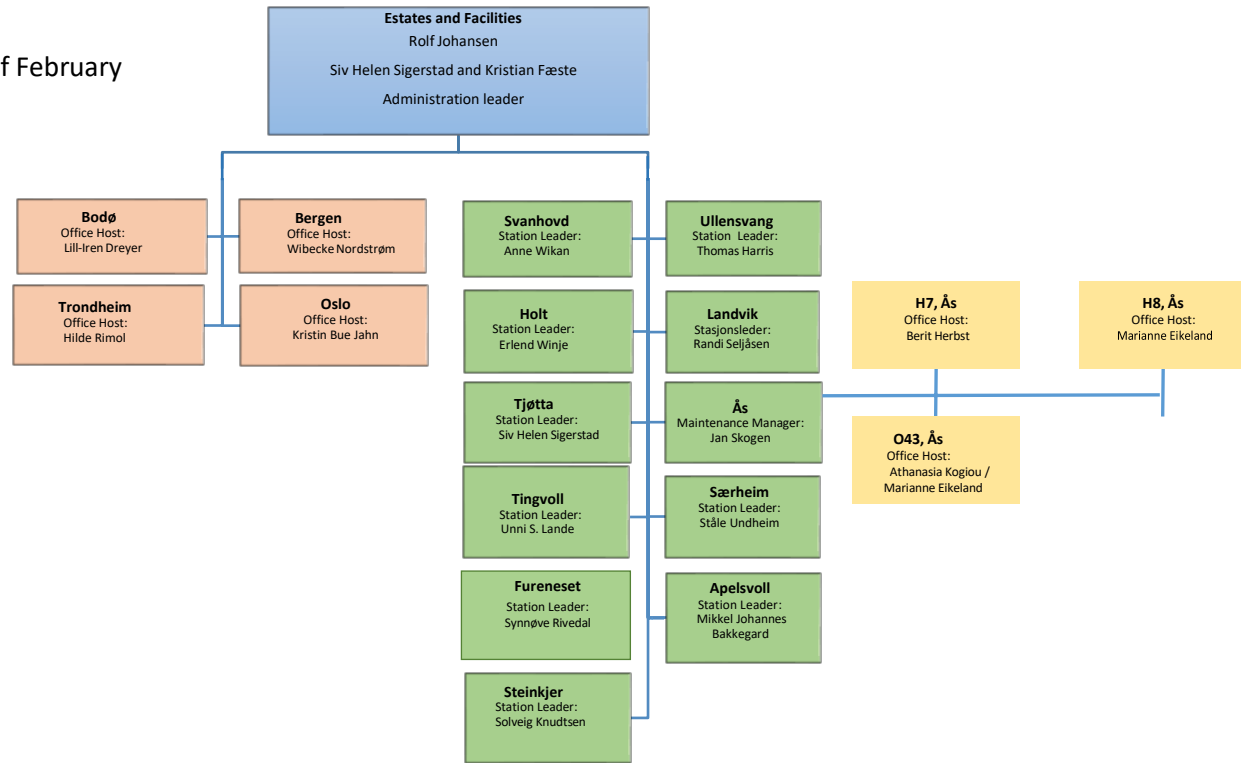 f February
Estates and Facilities
Rolf Johansen
Siv Helen Sigerstad and Kristian Fæste
Administration leader
Bodø
Office Host:
Lill-Iren Dreyer
Bergen
Office Host:
Wibecke Nordstrøm
Trondheim
Office Host:
Hilde Rimol
Oslo
Office Host:
Kristin Bue Jahn
Svanhovd
Station Leader:
Anne Wikan
Ullensvang
Station Leader:
Thomas Harris
Holt
Station Leader:
Erlend Winje
Landvik
Stasjonsleder:
Randi Seljåsen
Tjøtta
Station Leader:
Siv Helen Sigerstad
Ås
Maintenance Manager:
Jan Skogen
Tingvoll
Station Leader:
Unni S. Lande
Særheim
Station Leader:
Ståle Undheim
Fureneset
Station Leader:
Synnøve Rivedal
Apelsvoll
Station Leader:
Mikkel Johannes
Bakkegard
Steinkjer
Station Leader:
Solveig Knudtsen
H7, Ås
Office Host:
Berit Herbst
H8, Ås
Office Host:
Marianne Eikeland
O43, Ås
Office Host:
Athanasia Kogiou /
Marianne Eikeland